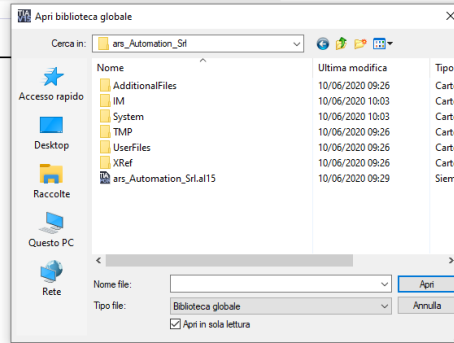 Apri biblioteca globale
Cerca in: ars_Automation_Srl
Nome Ultima modifica Tipo
AdditionalFiles 10/06/2020 09:26 Carte
IM 10/06/2020 10:03 Carte
System 10/06/2020 10:03 Carte
TMP 10/06/2020 09:26 Carte
UserFiles 10/06/2020 09:26 Carte
XRef 10/06/2020 09:26 Carte
ars_Automation_Srl.al15 10/06/2020 09:29 Siem
Accesso rapido
Desktop
Raccolte
Questo PC
Rete
Nome file: Apri
Tipo file: Biblioteca globale Annulla
Apri in sola lettura